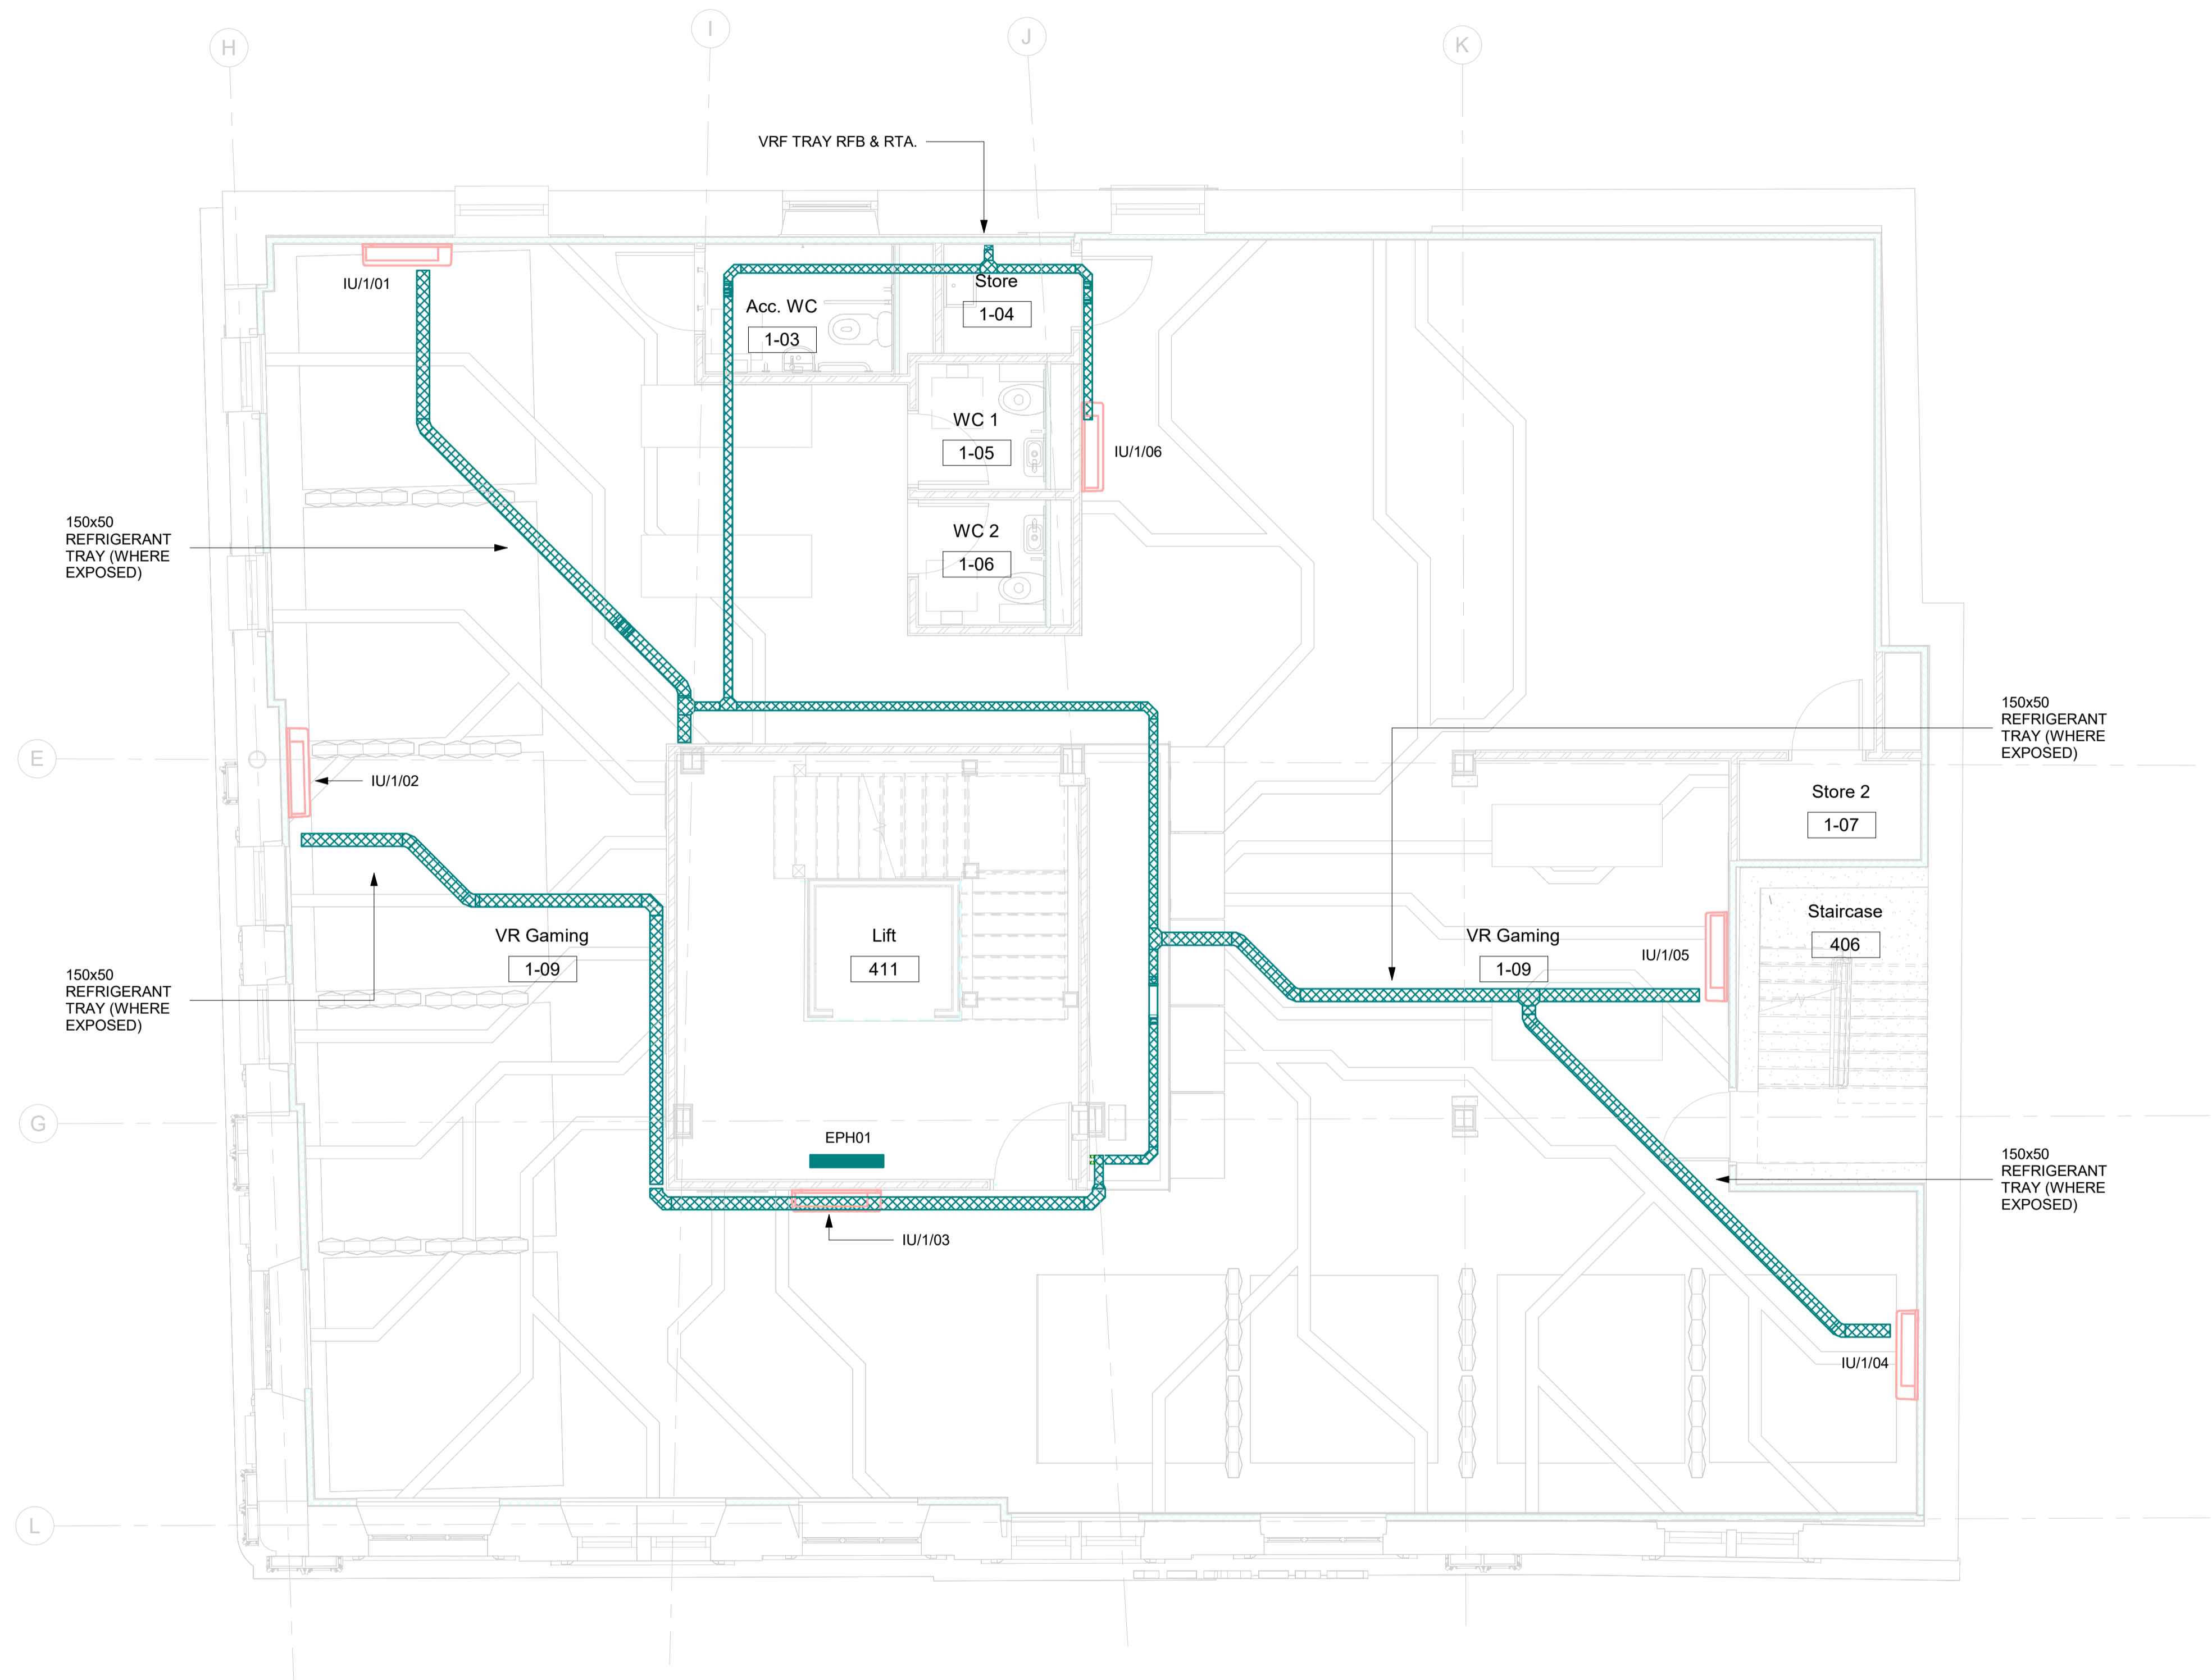 H
I
J
K
VRF TRAY RFB & RTA.
IU/1/01
Acc. WC
1-03
Store
1-04
WC 1
1-05
IU/1/06
WC 2
1-06
150x50
REFRIGERANT
TRAY (WHERE
EXPOSED)
150x50
REFRIGERANT
TRAY (WHERE
EXPOSED)
E
IU/1/02
Store 2
1-07
VR Gaming
1-09
Lift
411
VR Gaming
1-09
IU/1/05
Staircase
406
150x50
REFRIGERANT
TRAY (WHERE
EXPOSED)
G
EPH01
150x50
REFRIGERANT
TRAY (WHERE
EXPOSED)
IU/1/03
IU/1/04
L